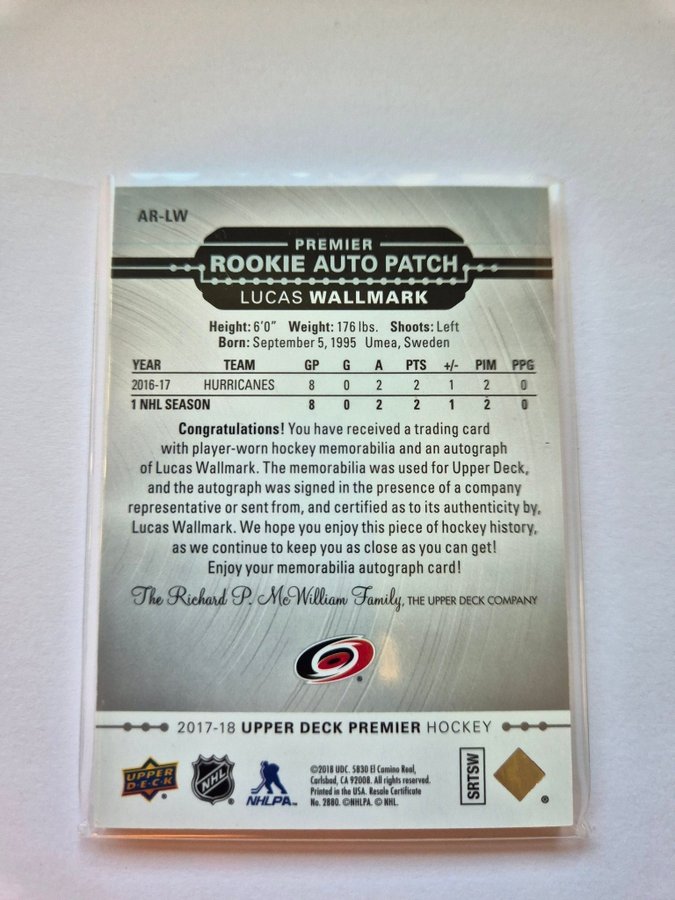 AR-LW
PREMIER
ROOKIE AUTO PATCH
LUCAS WALLMARK
Height: 6'0" Weight: 176 lbs. Shoots: Left
Born: September 5, 1995 Umea, Sweden
YEAR TEAM GP G A PTS +/- PIM PPG
2016-17 HURRICANES 8 0 2 2 1 2 0
1 NHL SEASON 8 0 2 2 1 2 0
Congratulations! You have received a trading card
with player-worn hockey memorabilia and an autograph
of Lucas Wallmark. The memorabilia was used for Upper Deck,
and the autograph was signed in the presence of a company
representative or sent from, and certified as to its authenticity by,
Lucas Wallmark. We hope you enjoy this piece of hockey history,
as we continue to keep you as close as you can get!
Enjoy your memorabilia autograph card!
The Richard P. McWilliam Family, THE UPPER DECK COMPANY
2017-18 UPPER DECK PREMIER HOCKEY
UPPER DECK
NHL
NHLPA
©2018 UDC. 5830 El Camino Real,
Carlsbad, CA 92008. All rights reserved.
Printed in the USA. Resale Certificate
No. 2880. ©NHLPA. © NHL.
SRTSW